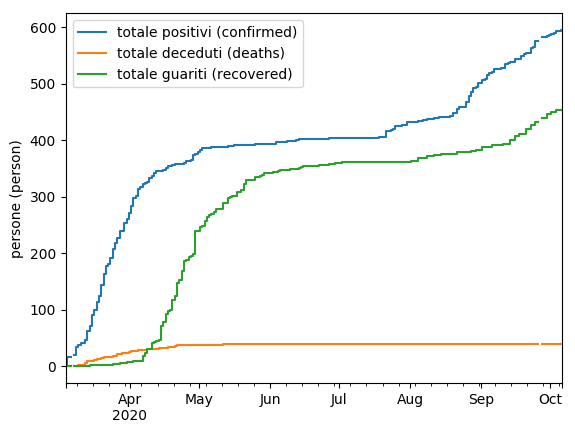 totale positivi (confirmed)
totale deceduti (deaths)
totale guariti (recovered)
persone (person)
600
500
400
300
200
100
0
Apr
2020
May
Jun
Jul
Aug
Sep
Oct